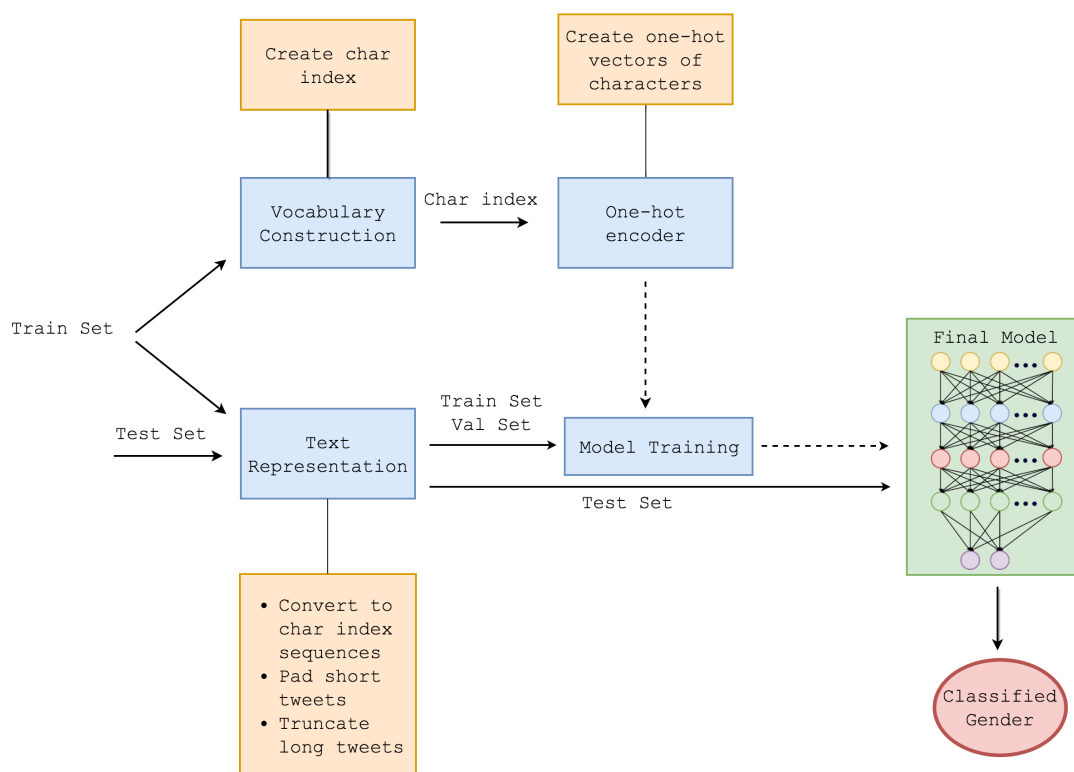 Create char
index
Create one-hot
vectors of
characters
Vocabulary
Construction
Char index
One-hot
encoder
Train Set
Final Model
Test Set
Text
Representation
Train Set
Val Set
Model Training
Test Set
• Convert to
char index
sequences
• Pad short
tweets
• Truncate
long tweets
Classified
Gender